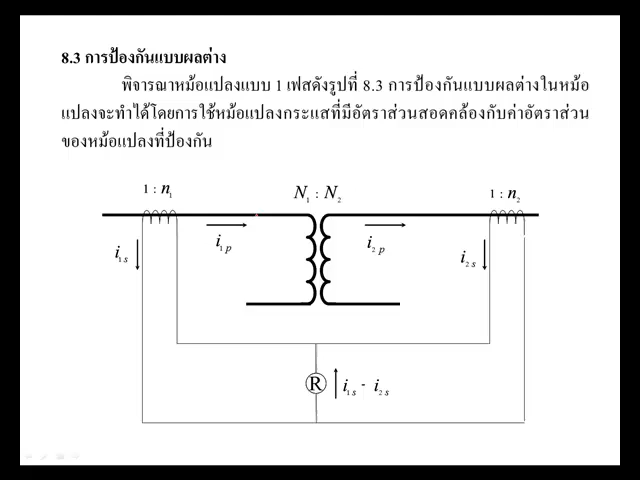 8.3 การป้องกันแบบผลต่าง
พิจารณาหม้อแปลงแบบ 1 เฟสดังรูปที่ 8.3 การป้องกันแบบผลต่างในหม้อ
แปลงจะทำได้โดยการใช้หม้อแปลงกระแสที่มีอัตราส่วนสอดคล้องกับค่าอัตราส่วน
ของหม้อแปลงที่ป้องกัน
1 : n₁
N₁ : N₂
1 : n₂
i₁p
i₂p
i₁s
i₂s
R
i₁s - i₂s